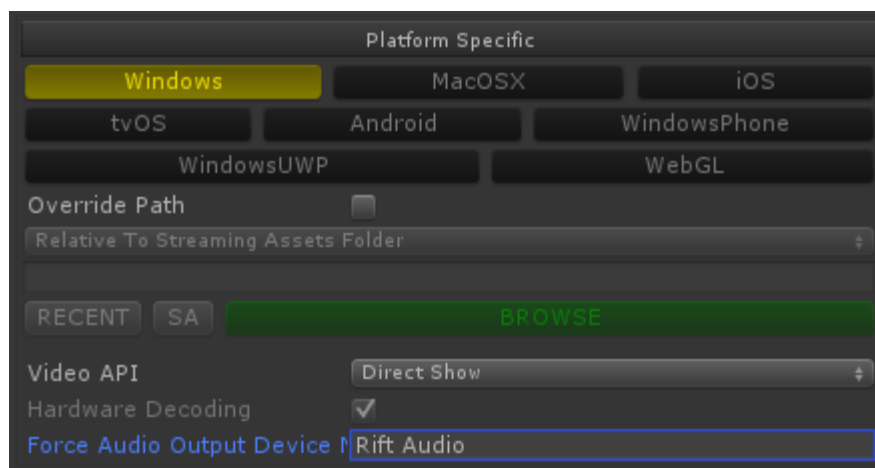 Platform Specific
Windows MacOSX iOS
tvOS Android WindowsPhone
WindowsUWP WebGL
Override Path
Relative To Streaming Assets Folder
RECENT SA BROWSE
Video API Direct Show
Hardware Decoding
Force Audio Output Device Rift Audio